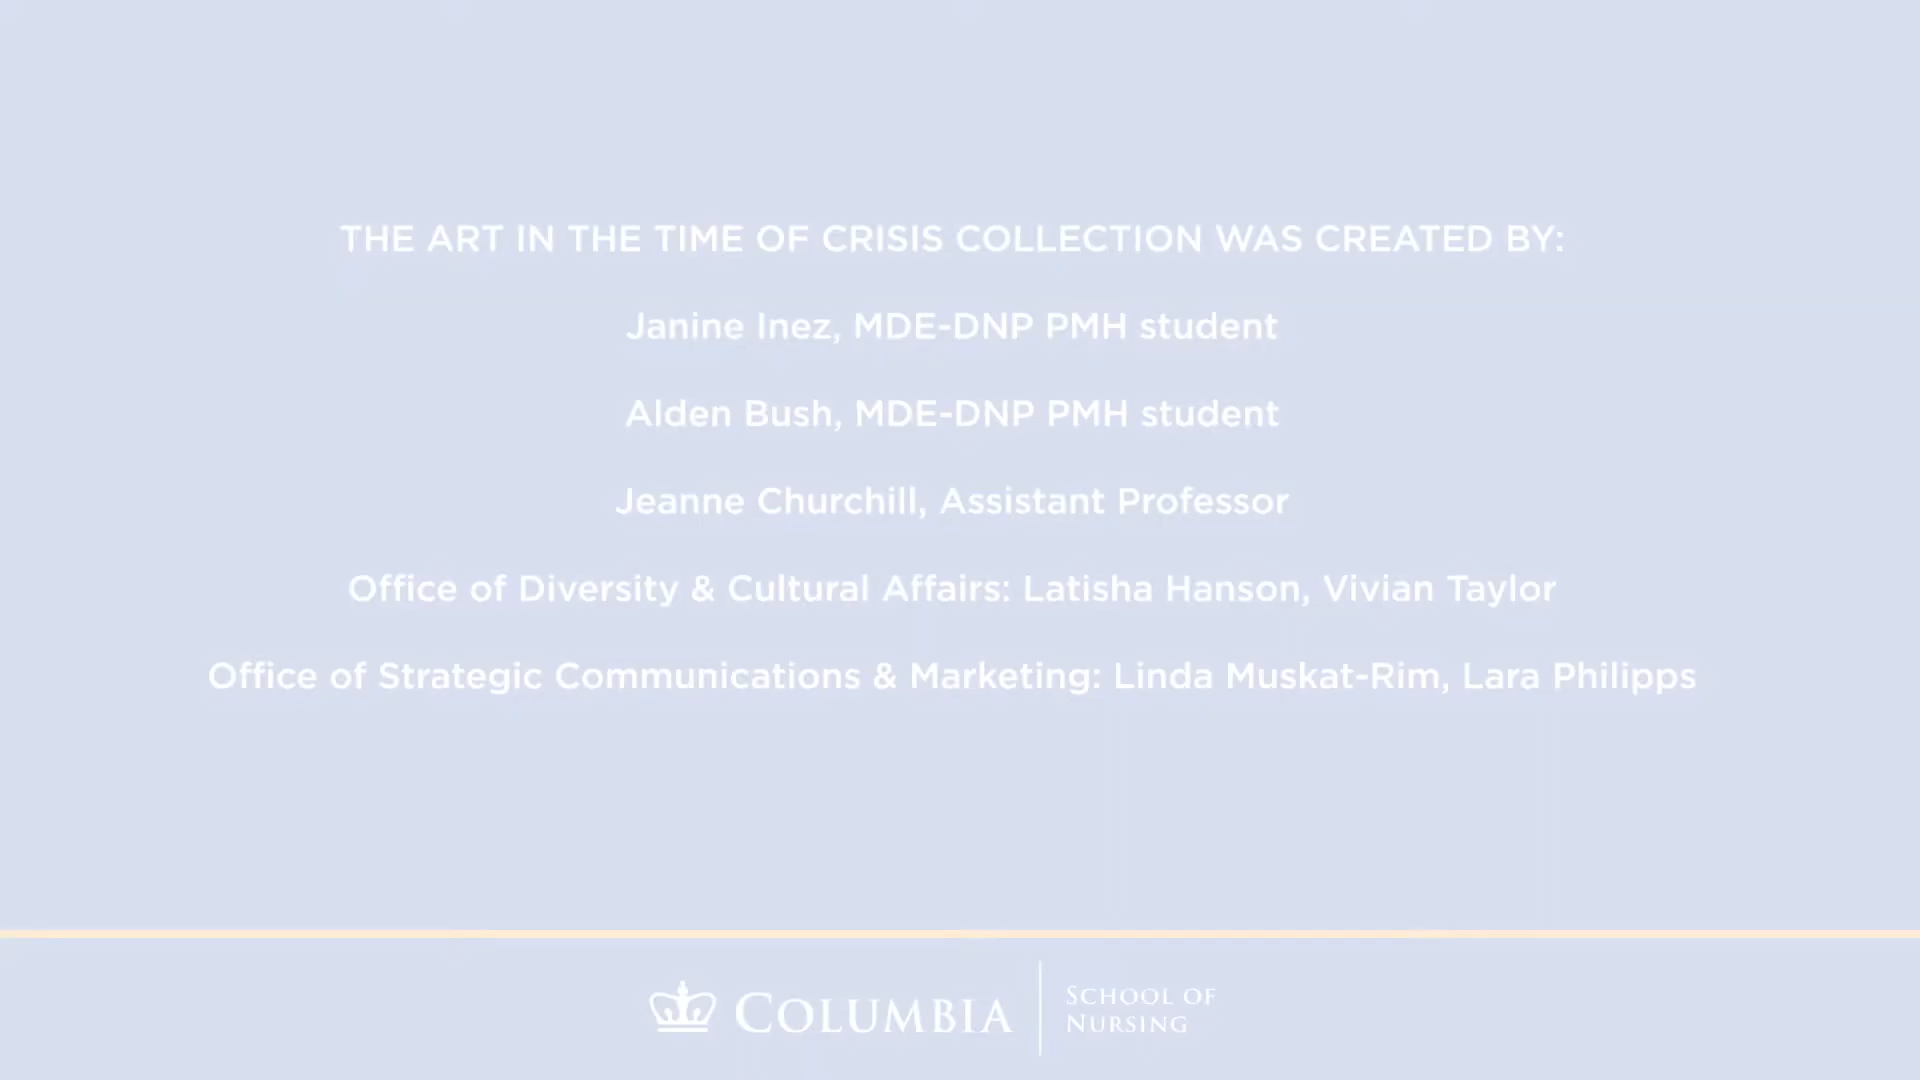 THE ART IN THE TIME OF CRISIS COLLECTION WAS CREATED BY:
Janine Inez, MDE-DNP PMH student
Alden Bush, MDE-DNP PMH student
Jeanne Churchill, Assistant Professor
Office of Diversity & Cultural Affairs: Latisha Hanson, Vivian Taylor
Office of Strategic Communications & Marketing: Linda Muskat-Rim, Lara Philipps
COLUMBIA
SCHOOL OF
NURSING